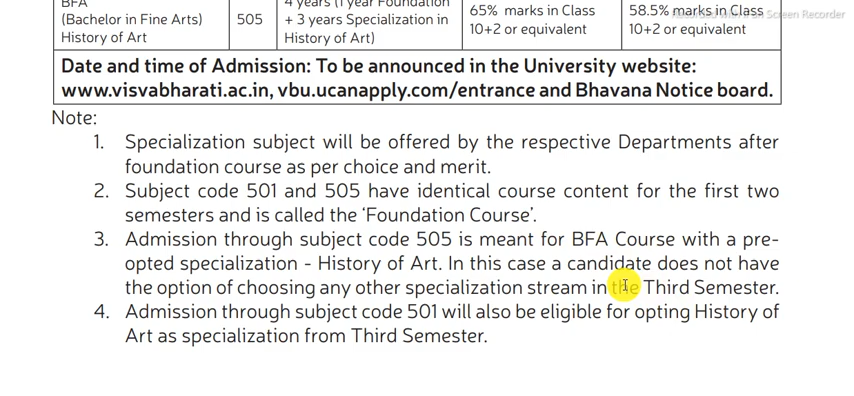 BFA
(Bachelor in Fine Arts)
History of Art
505
4 years (1 year Foundation
+ 3 years Specialization in
History of Art)
65% marks in Class
10+2 or equivalent
58.5% marks in Class
10+2 or equivalent
Screen Recorder
Date and time of Admission: To be announced in the University website:
www.visvabharati.ac.in, vbu.ucanapply.com/entrance and Bhavana Notice board.
Note:
1. Specialization subject will be offered by the respective Departments after
foundation course as per choice and merit.
2. Subject code 501 and 505 have identical course content for the first two
semesters and is called the ‘Foundation Course’.
3. Admission through subject code 505 is meant for BFA Course with a pre-
opted specialization - History of Art. In this case a candidate does not have
the option of choosing any other specialization stream in the Third Semester.
4. Admission through subject code 501 will also be eligible for opting History of
Art as specialization from Third Semester.